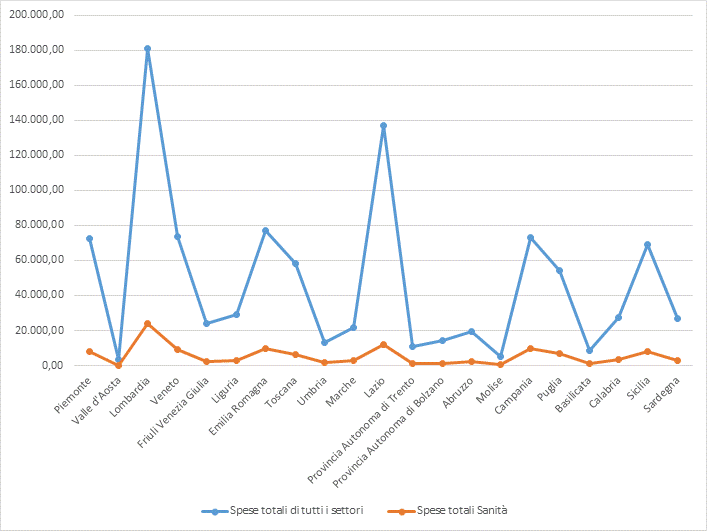 200.000,00
180.000,00
160.000,00
140.000,00
120.000,00
100.000,00
80.000,00
60.000,00
40.000,00
20.000,00
0,00
Piemonte
Valle d'Aosta
Lombardia
Veneto
Friuli Venezia Giulia
Liguria
Emilia Romagna
Toscana
Umbria
Marche
Lazio
Provincia Autonoma di Trento
Provincia Autonoma di Bolzano
Abruzzo
Molise
Campania
Puglia
Basilicata
Calabria
Sicilia
Sardegna
Spese totali di tutti i settori
Spese totali Sanità